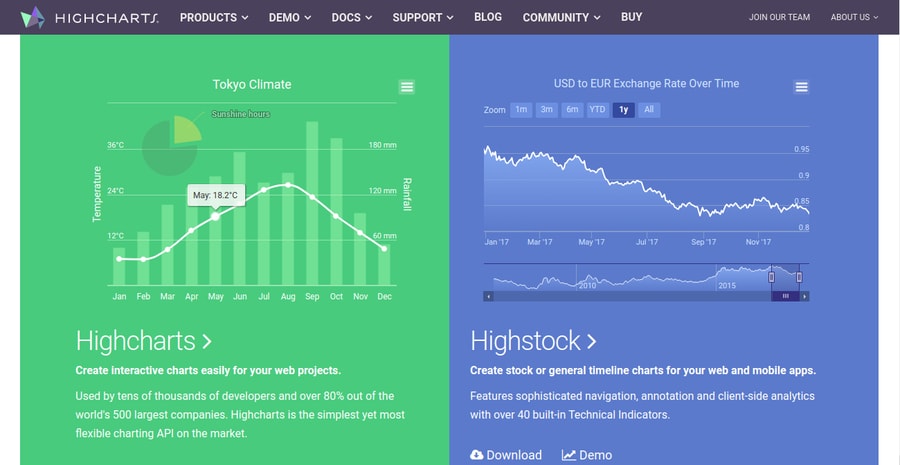 HIGHCHARTS
PRODUCTS DEMO DOCS SUPPORT BLOG COMMUNITY BUY JOIN OUR TEAM ABOUT US
Tokyo Climate
Sunshine hours
36°C 180 mm
24°C 120 mm
12°C 60 mm
Temperature
Rainfall
May: 18.2°C
Jan Feb Mar Apr May Jun Jul Aug Sep Oct Nov Dec
Highcharts
Create interactive charts easily for your web projects.
Used by tens of thousands of developers and over 80% out of the
world's 500 largest companies. Highcharts is the simplest yet most
flexible charting API on the market.
USD to EUR Exchange Rate Over Time
Zoom 1m 3m 6m YTD 1y All
0.95
0.9
0.85
0.8
Jan '17 Mar '17 May '17 Jul '17 Sep '17 Nov '17
2010 2015
Highstock
Create stock or general timeline charts for your web and mobile apps.
Features sophisticated navigation, annotation and client-side analytics
with over 40 built-in Technical Indicators.
Download Demo